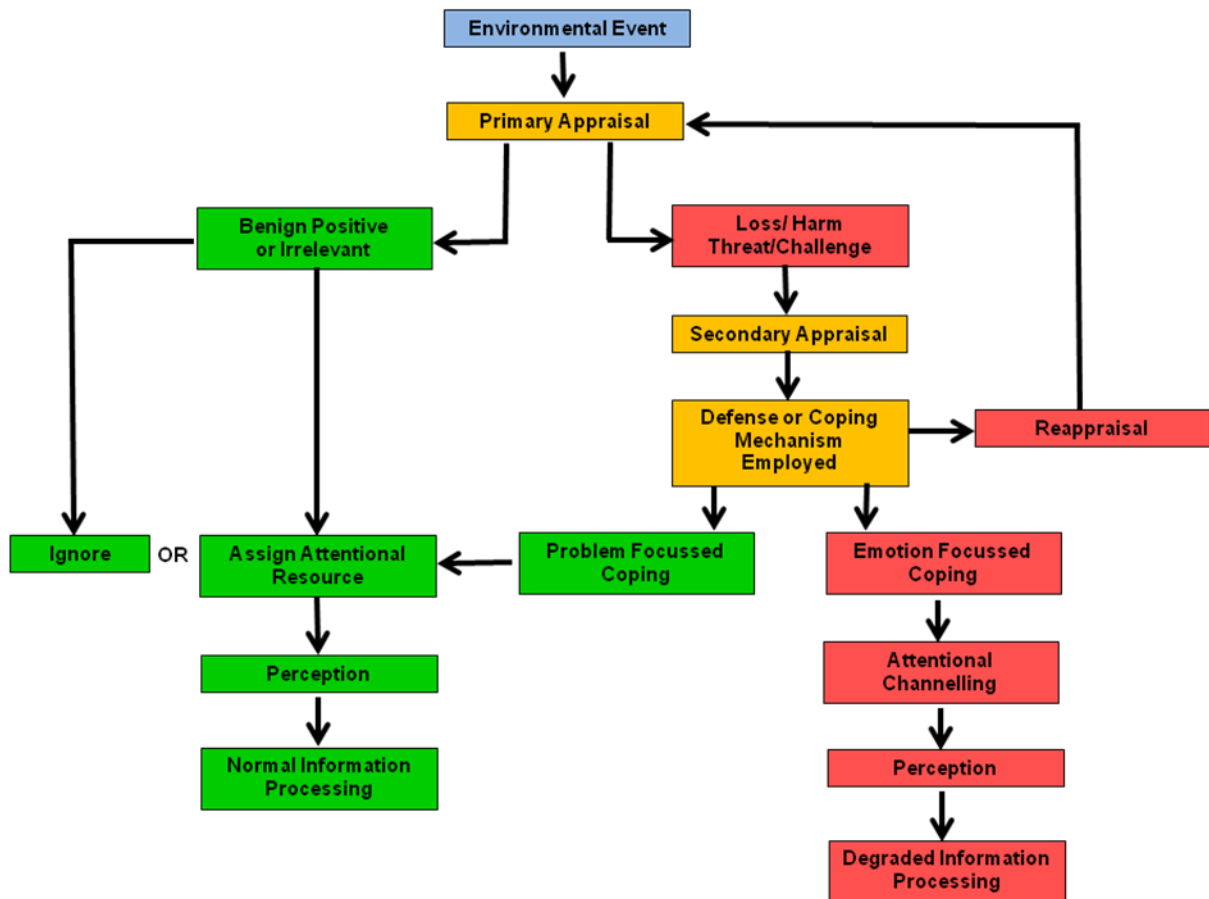 Environmental Event
Primary Appraisal
Benign Positive
or Irrelevant
Loss/ Harm
Threat/Challenge
Secondary Appraisal
Defense or Coping
Mechanism
Employed
Reappraisal
Ignore
OR
Assign Attentional
Resource
Problem Focussed
Coping
Emotion Focussed
Coping
Perception
Attentional
Channelling
Normal Information
Processing
Perception
Degraded Information
Processing